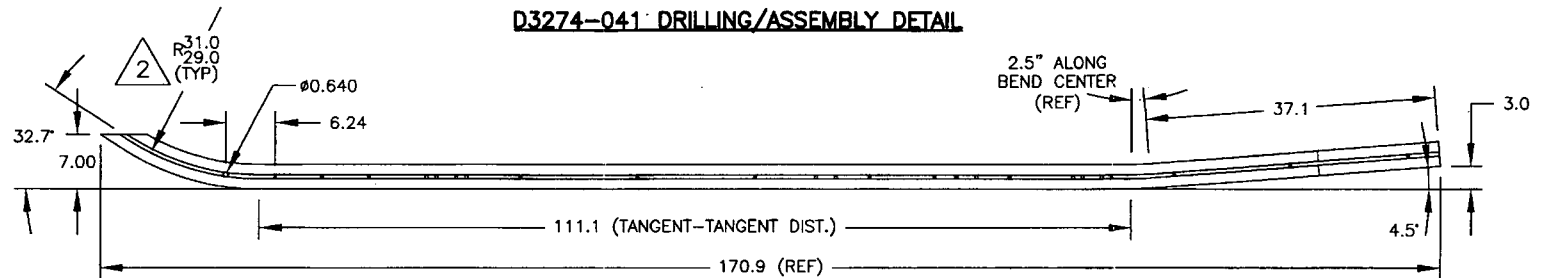 D3274-041 DRILLING/ASSEMBLY DETAIL
2
R31.0
29.0
(TYP)
ø0.640
6.24
32.7°
7.00
2.5" ALONG
BEND CENTER
(REF)
37.1
3.0
111.1 (TANGENT-TANGENT DIST.)
4.5°
170.9 (REF)